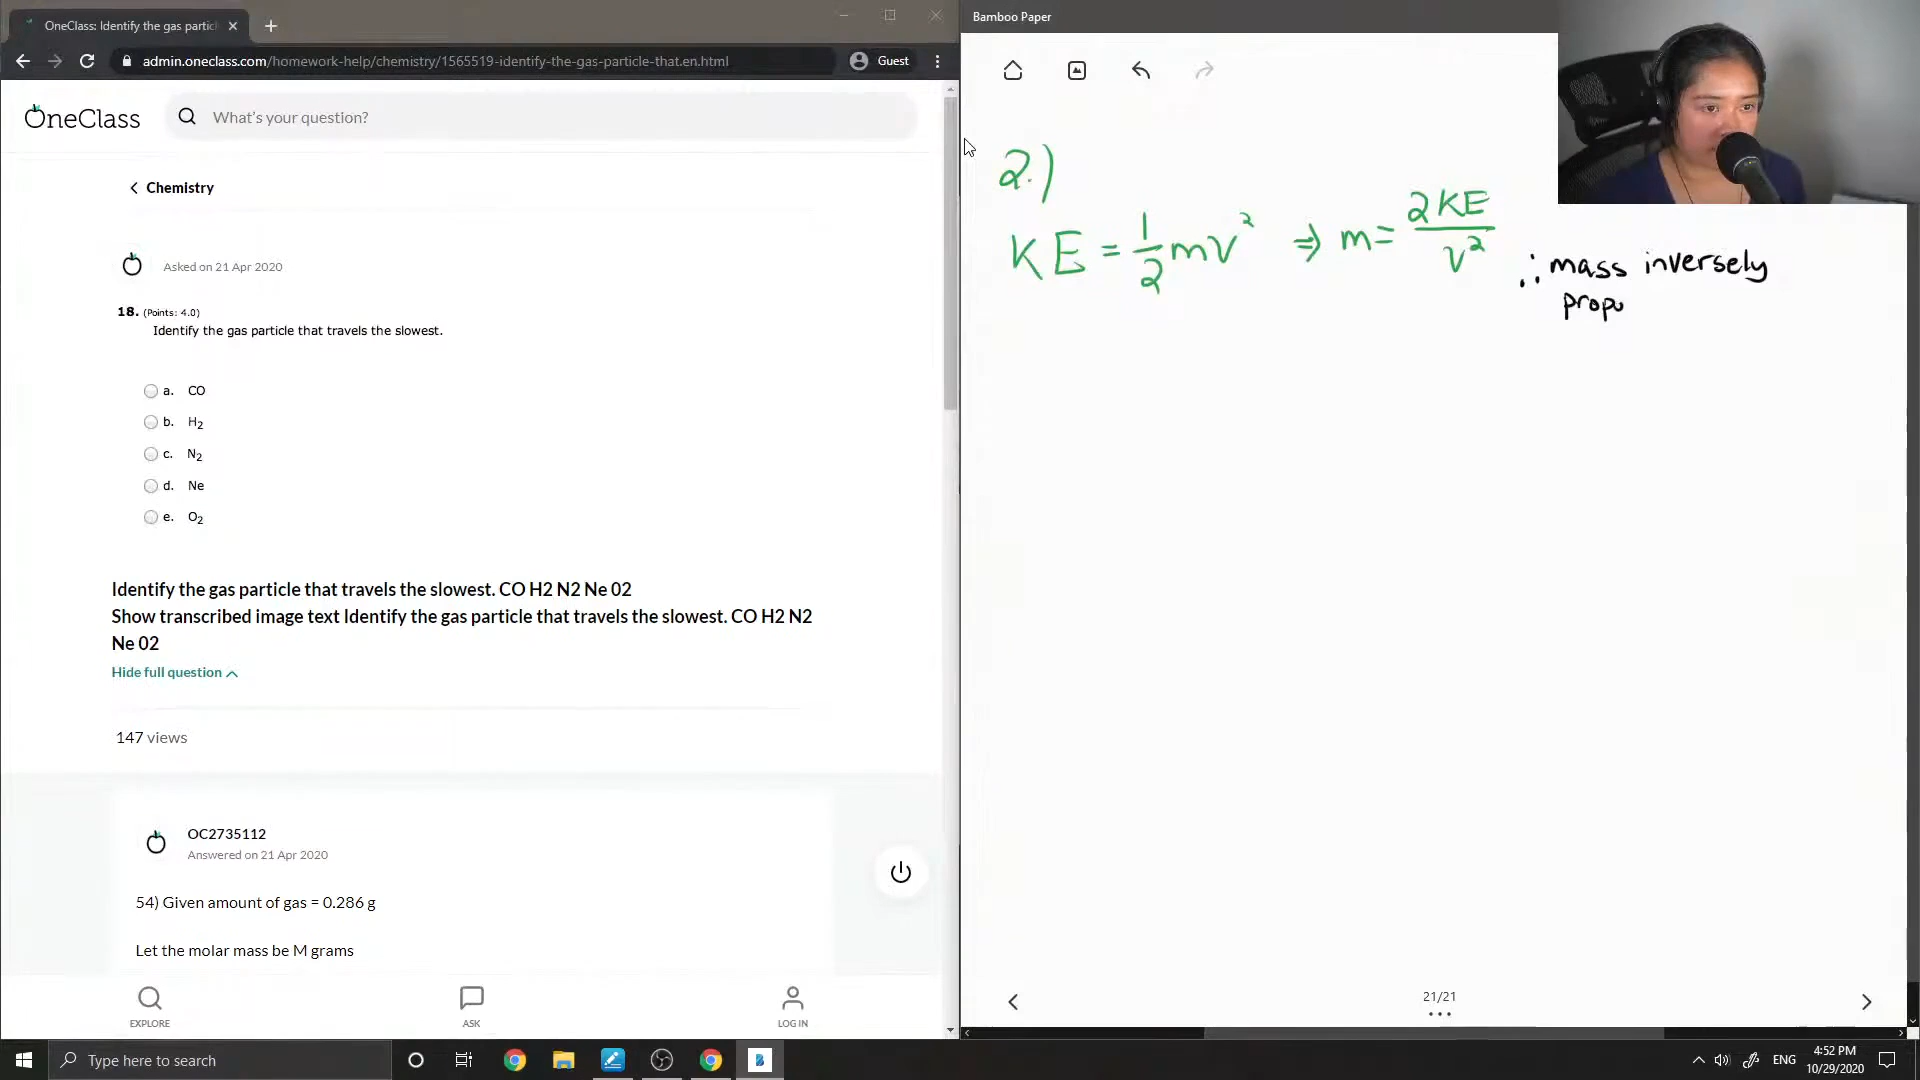 OneClass: Identify the gas partic
admin.oneclass.com/homework-help/chemistry/1565519-identify-the-gas-particle-that.en.html
Guest
OneClass
What's your question?
Chemistry
Asked on 21 Apr 2020
18. (Points: 4.0)
Identify the gas particle that travels the slowest.
a. CO
b. H2
c. N2
d. Ne
e. O2
Identify the gas particle that travels the slowest. CO H2 N2 Ne 02
Show transcribed image text Identify the gas particle that travels the slowest. CO H2 N2
Ne 02
Hide full question
147 views
OC2735112
Answered on 21 Apr 2020
54) Given amount of gas = 0.286 g
Let the molar mass be M grams
EXPLORE
ASK
LOG IN
Bamboo Paper
2.)
KE = 1/2 mv² ⇒ m = 2KE/v²
∴ mass inversely
propo
21/21
Type here to search
ENG
4:52 PM
10/29/2020